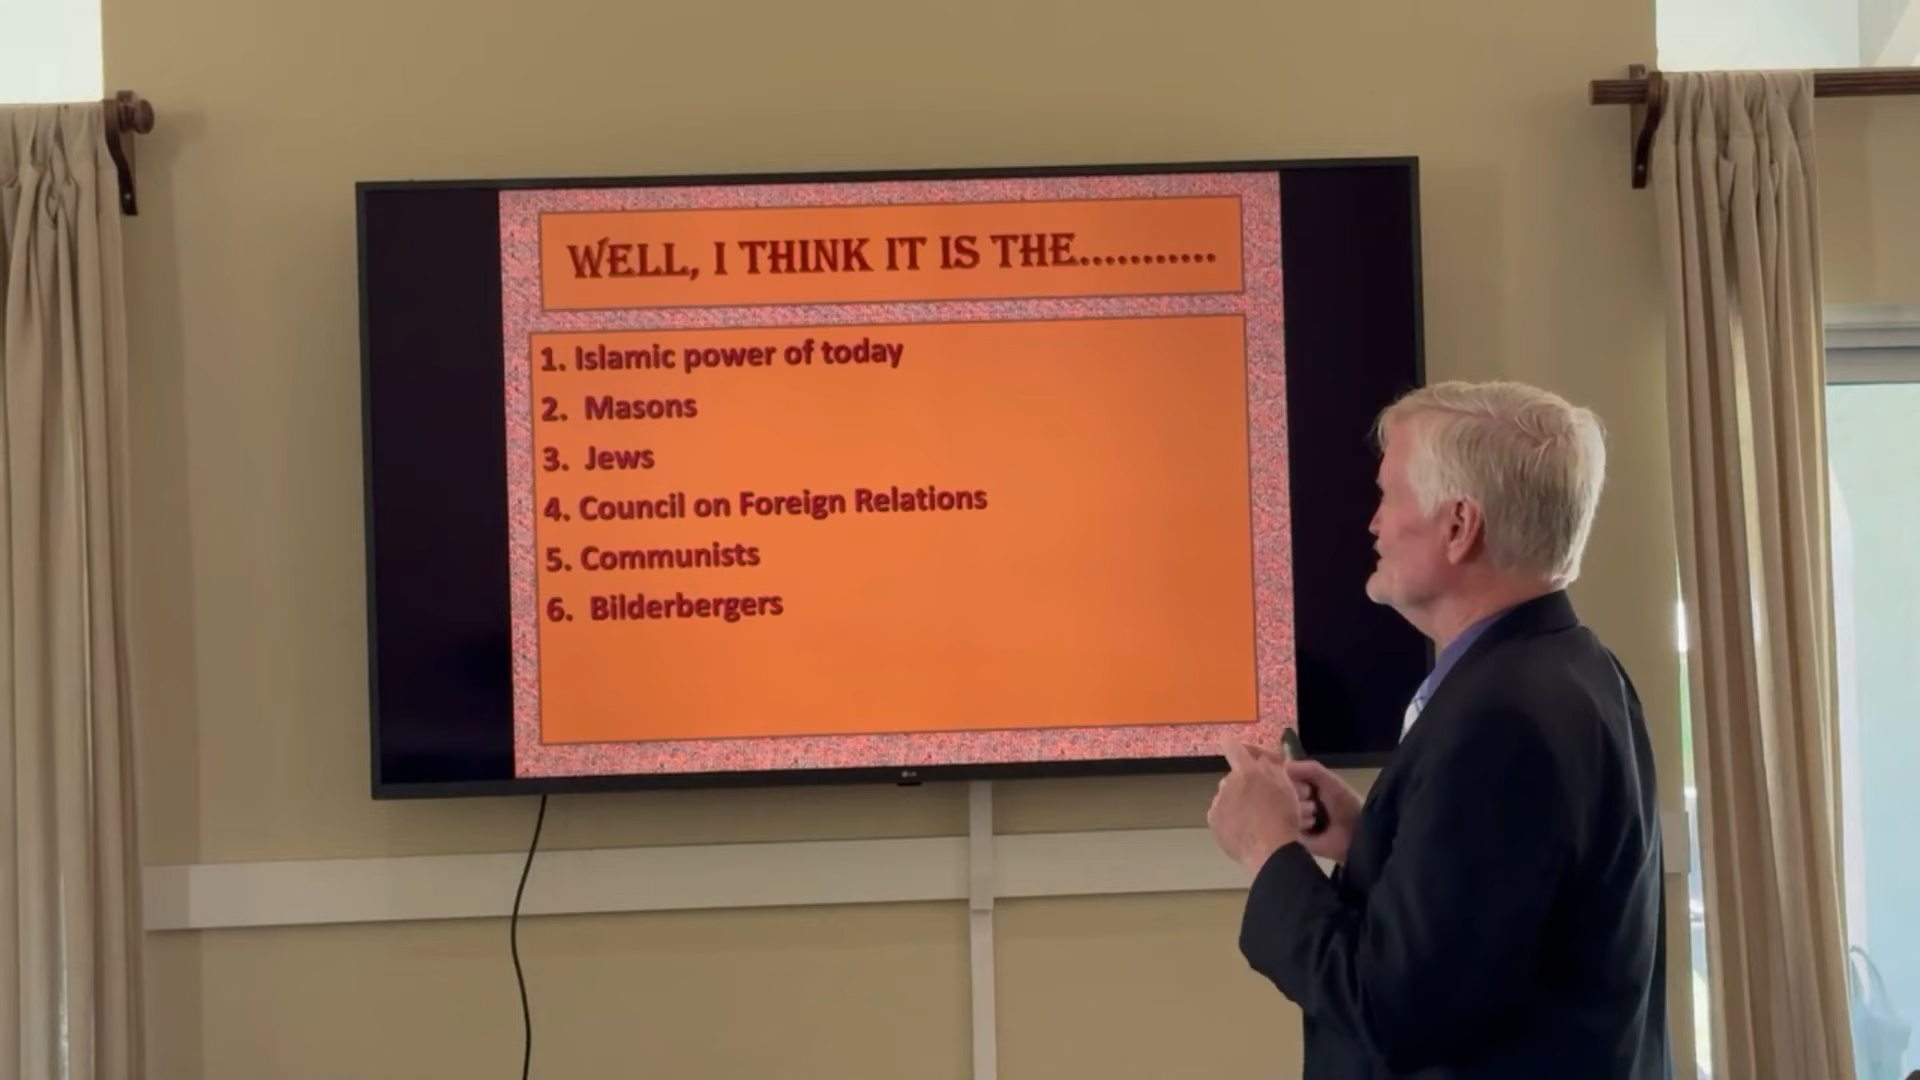 WELL, I THINK IT IS THE...........
1. Islamic power of today
2. Masons
3. Jews
4. Council on Foreign Relations
5. Communists
6. Bilderbergers
LG